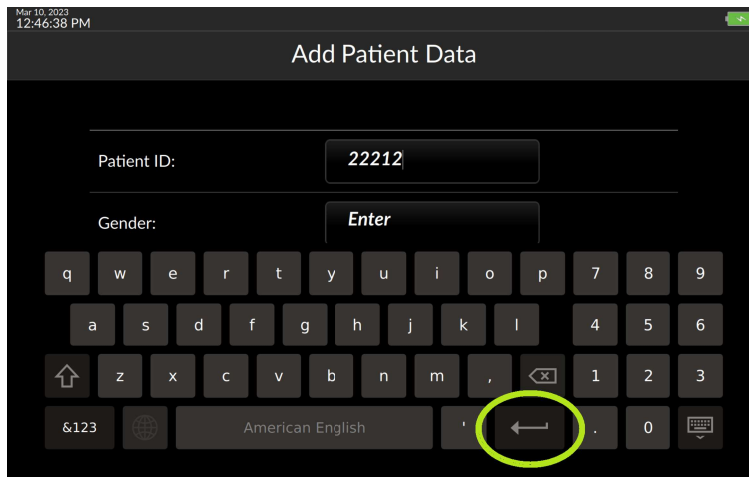 Mar 10, 2023
12:46:38 PM
Add Patient Data
Patient ID: 22212
Gender: Enter
q w e r t y u i o p 7 8 9
a s d f g h j k l 4 5 6
z x c v b n m , 1 2 3
&123 American English ' . 0